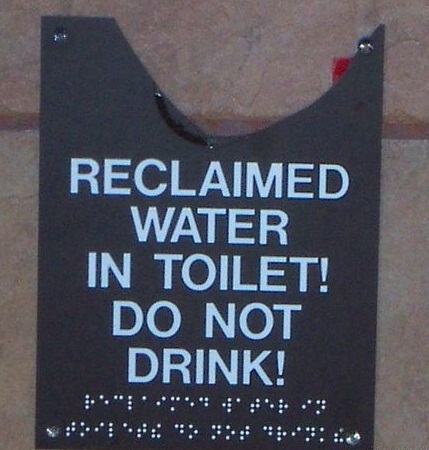 RECLAIMED
WATER
IN TOILET!
DO NOT
DRINK!
⠗⠑⠉⠇⠁⠊⠍⠑⠙ ⠺⠁⠞⠑⠗ ⠊⠝
⠞⠕⠊⠇⠑⠞⠖ ⠙⠕ ⠝⠕⠞ ⠙⠗⠊⠝⠅⠖